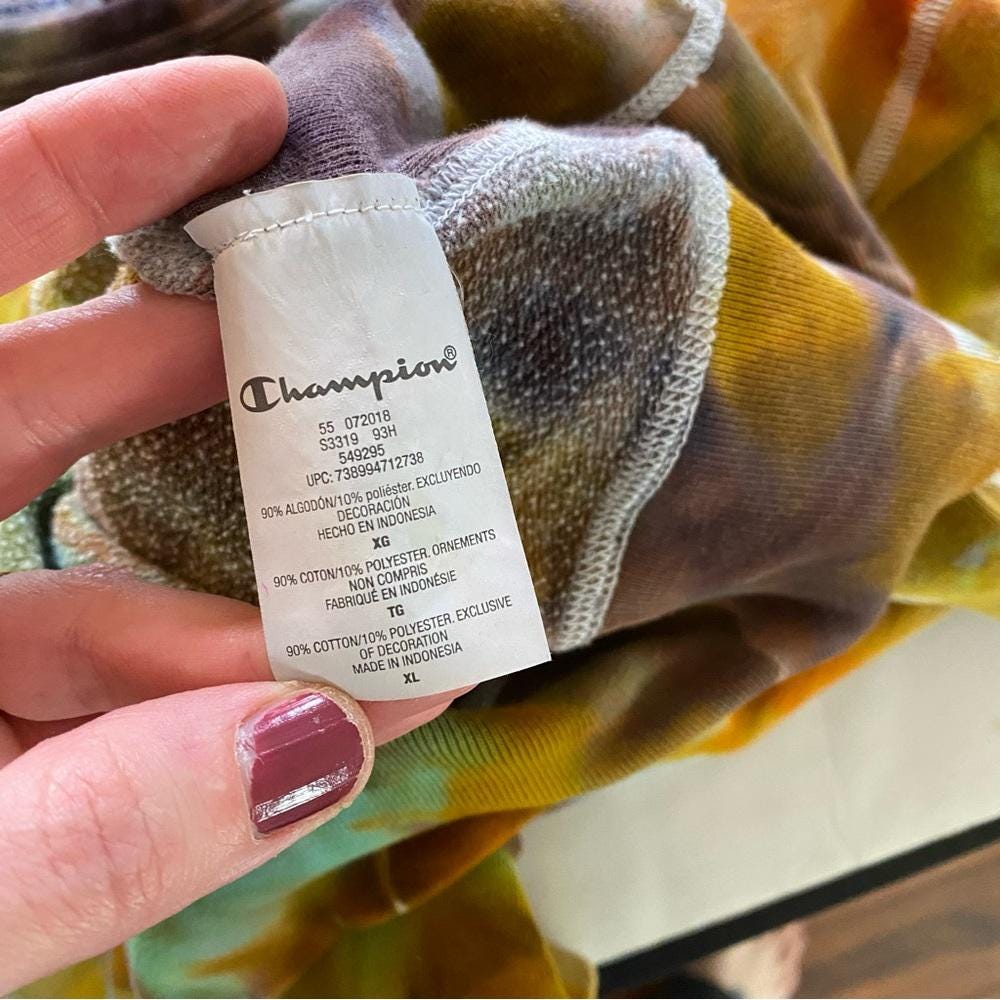 Champion®
55 072018
S3319 93H
549295
UPC: 738994712738
90% ALGODÓN/10% poliéster. EXCLUYENDO
DECORACIÓN
HECHO EN INDONESIA
XG
90% COTON/10% POLYESTER. ORNEMENTS
NON COMPRIS
FABRIQUÉ EN INDONÉSIE
TG
90% COTTON/10% POLYESTER. EXCLUSIVE
OF DECORATION
MADE IN INDONESIA
XL